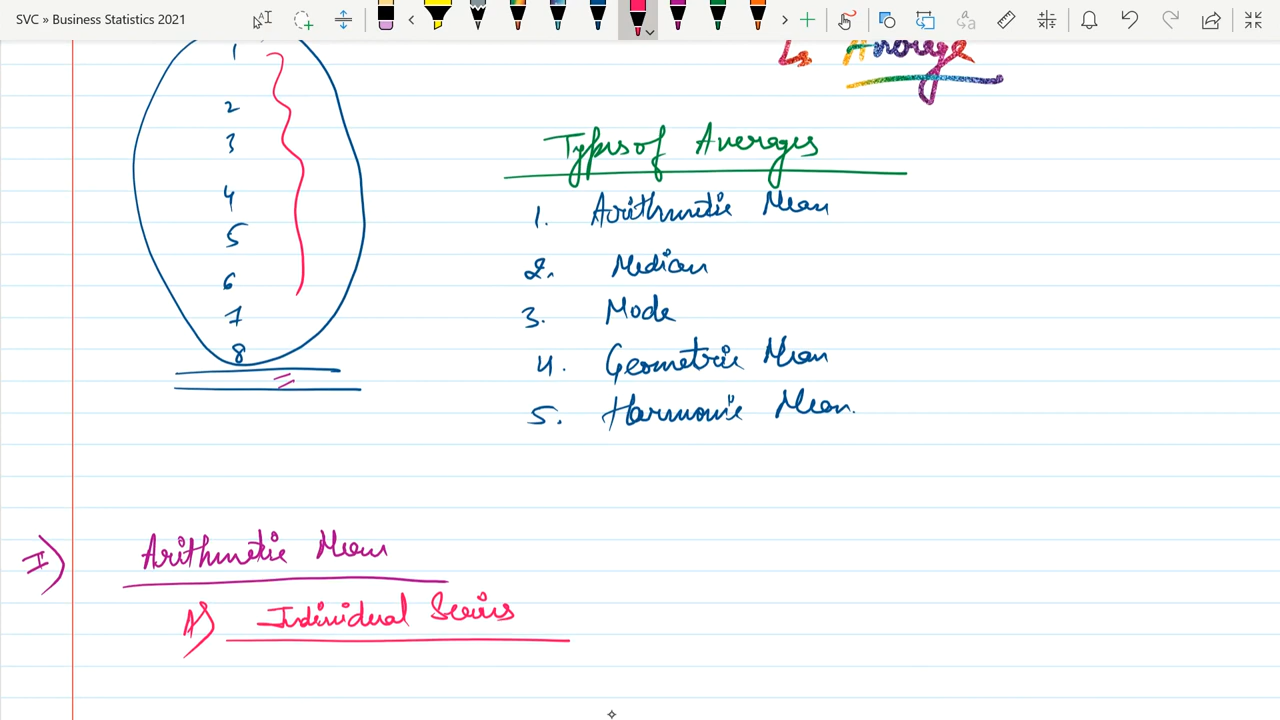 SVC » Business Statistics 2021
1
2
3
4
5
6
7
8
↳ Average
Types of Averages
1. Arithmetic Mean
2. Median
3. Mode
4. Geometric Mean
5. Harmonic Mean.
I) Arithmetic Mean
A) Individual Series